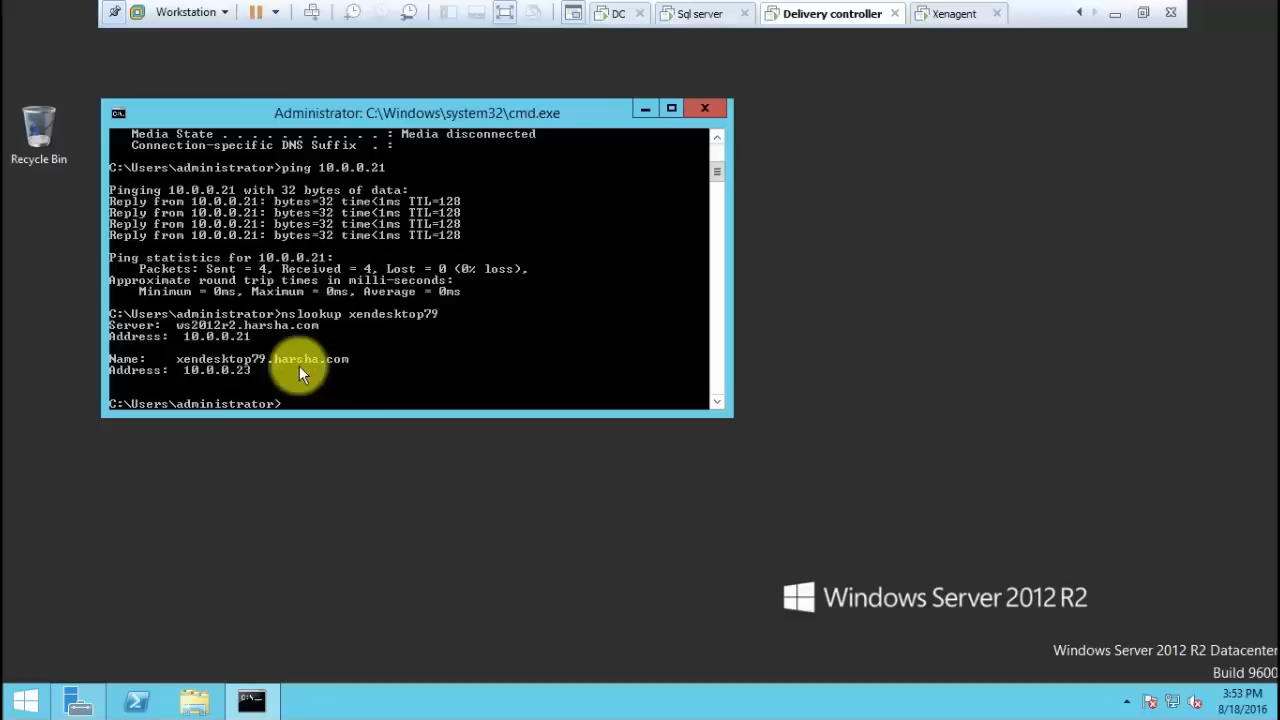 Workstation
DC
Sql server
Delivery controller
Xenagent
Recycle Bin
Administrator: C:\Windows\system32\cmd.exe
Media State . . . . . . . . . . . : Media disconnected
Connection-specific DNS Suffix  . :
C:\Users\administrator>ping 10.0.0.21
Pinging 10.0.0.21 with 32 bytes of data:
Reply from 10.0.0.21: bytes=32 time<1ms TTL=128
Reply from 10.0.0.21: bytes=32 time<1ms TTL=128
Reply from 10.0.0.21: bytes=32 time<1ms TTL=128
Reply from 10.0.0.21: bytes=32 time<1ms TTL=128
Ping statistics for 10.0.0.21:
Packets: Sent = 4, Received = 4, Lost = 0 (0% loss),
Approximate round trip times in milli-seconds:
Minimum = 0ms, Maximum = 0ms, Average = 0ms
C:\Users\administrator>nslookup xendesktop79
Server:  ws2012r2.harsha.com
Address:  10.0.0.21
Name:    xendesktop79.harsha.com
Address:  10.0.0.23
C:\Users\administrator>
Windows Server 2012 R2
Windows Server 2012 R2 Datacenter
Build 9600
3:53 PM
8/18/2016